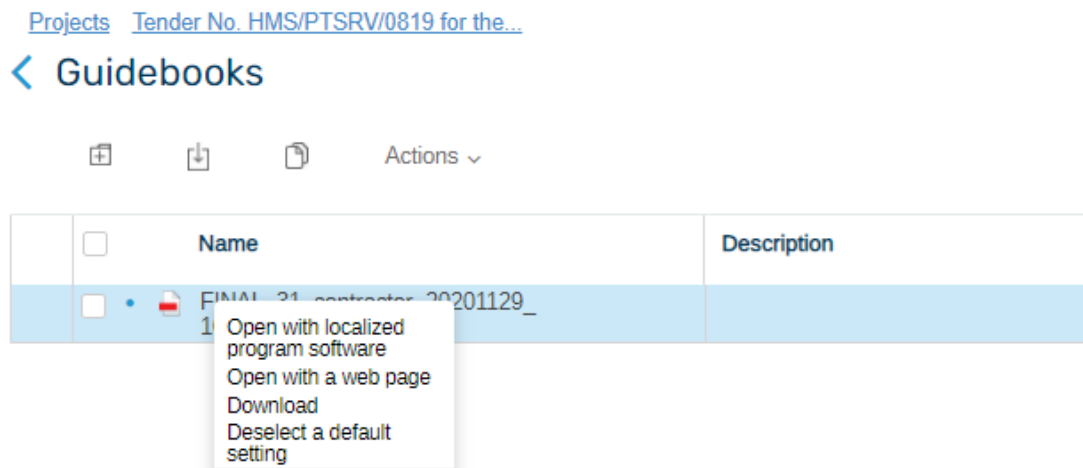 Projects Tender No. HMS/PTSRV/0819 for the...
Guidebooks
Actions
Name Description
FINAL_31_contractor_20201129_
Open with localized
program software
Open with a web page
Download
Deselect a default
setting